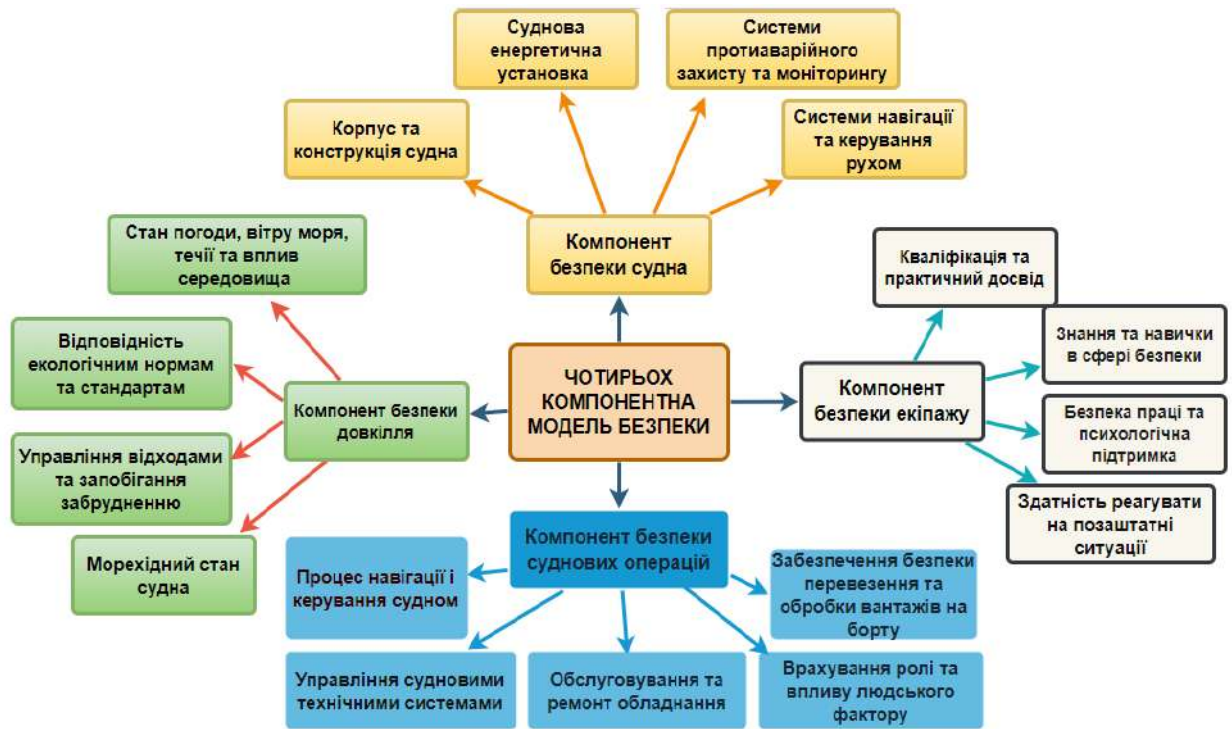 Суднова
енергетична
установка
Системи
протиаварійного
захисту та моніторингу
Корпус та
конструкція судна
Системи навігації
та керування
рухом
Компонент
безпеки судна
Стан погоди, вітру моря,
течії та вплив
середовища
Відповідність
екологічним нормам
та стандартам
Компонент безпеки
довкілля
Управління відходами
та запобігання
забрудненню
Морехідний стан
судна
ЧОТИРЬОХ
КОМПОНЕНТНА
МОДЕЛЬ БЕЗПЕКИ
Кваліфікація та
практичний досвід
Знання та навички
в сфері безпеки
Компонент
безпеки екіпажу
Безпека праці та
психологічна
підтримка
Здатність реагувати
на позаштатні
ситуації
Компонент безпеки
суднових операцій
Процес навігації і
керування судном
Забезпечення безпеки
перевезення та
обробки вантажів на
борту
Управління судновими
технічними системами
Обслуговування та
ремонт обладнання
Врахування ролі та
впливу людського
фактору